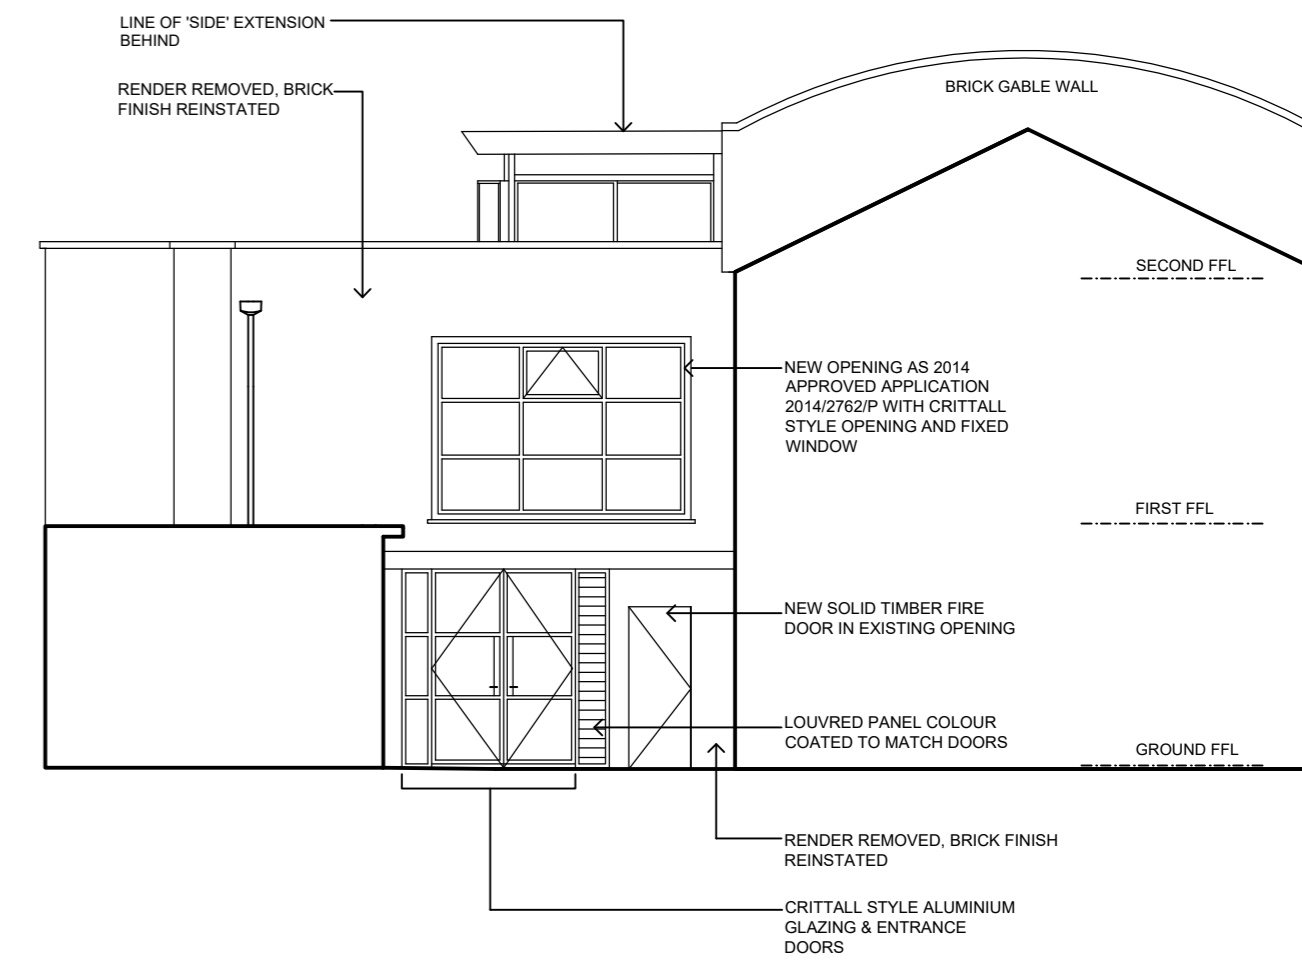 LINE OF 'SIDE' EXTENSION
BEHIND
RENDER REMOVED, BRICK
FINISH REINSTATED
BRICK GABLE WALL
SECOND FFL
NEW OPENING AS 2014
APPROVED APPLICATION
2014/2762/P WITH CRITTALL
STYLE OPENING AND FIXED
WINDOW
FIRST FFL
NEW SOLID TIMBER FIRE
DOOR IN EXISTING OPENING
LOUVRED PANEL COLOUR
COATED TO MATCH DOORS
GROUND FFL
RENDER REMOVED, BRICK FINISH
REINSTATED
CRITTALL STYLE ALUMINIUM
GLAZING & ENTRANCE
DOORS